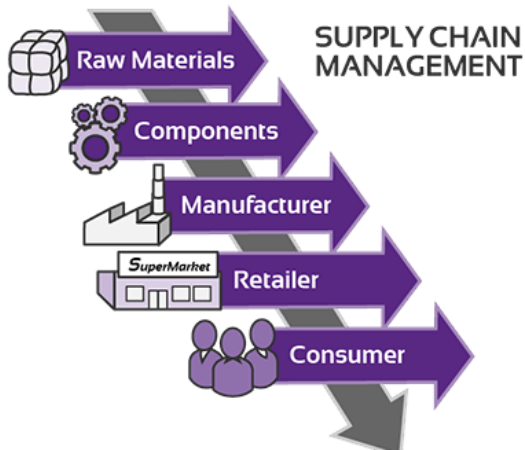 SUPPLY CHAIN
MANAGEMENT
Raw Materials
Components
Manufacturer
SuperMarket
Retailer
Consumer